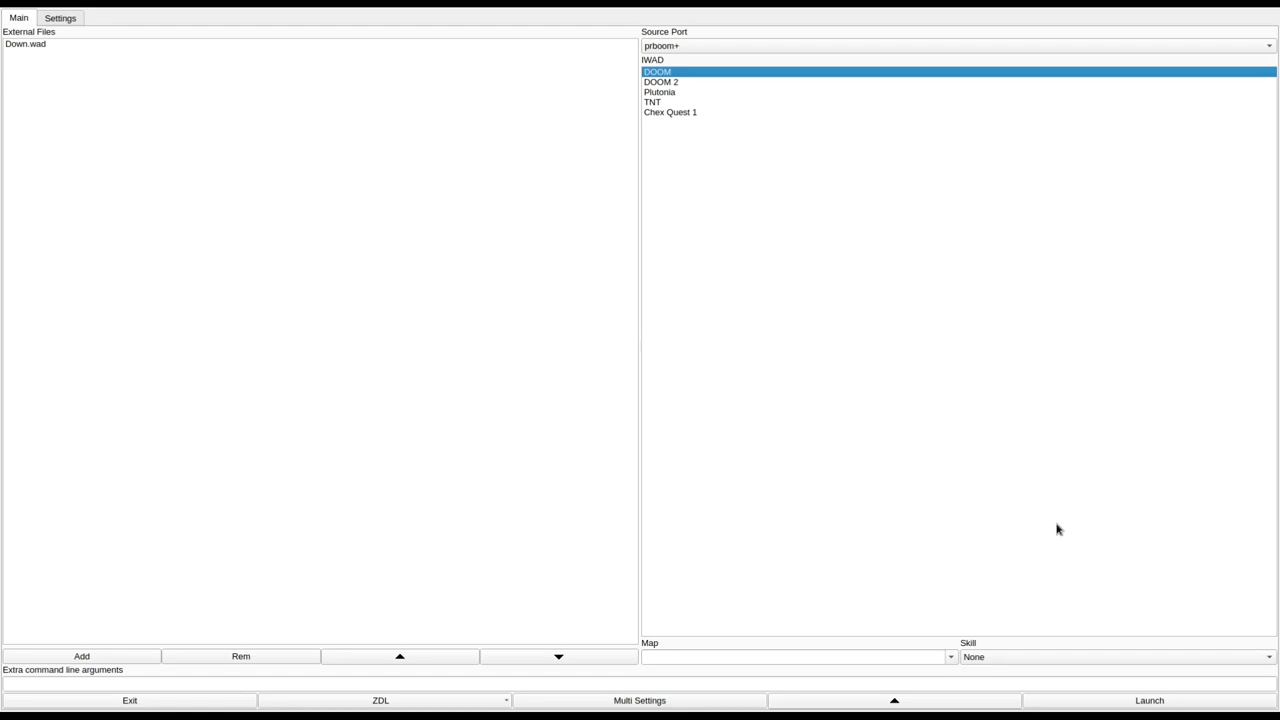 Main Settings
External Files
Down.wad
Source Port
prboom+
IWAD
DOOM
DOOM 2
Plutonia
TNT
Chex Quest 1
Map Skill
None
Add Rem
Extra command line arguments
Exit ZDL Multi Settings Launch